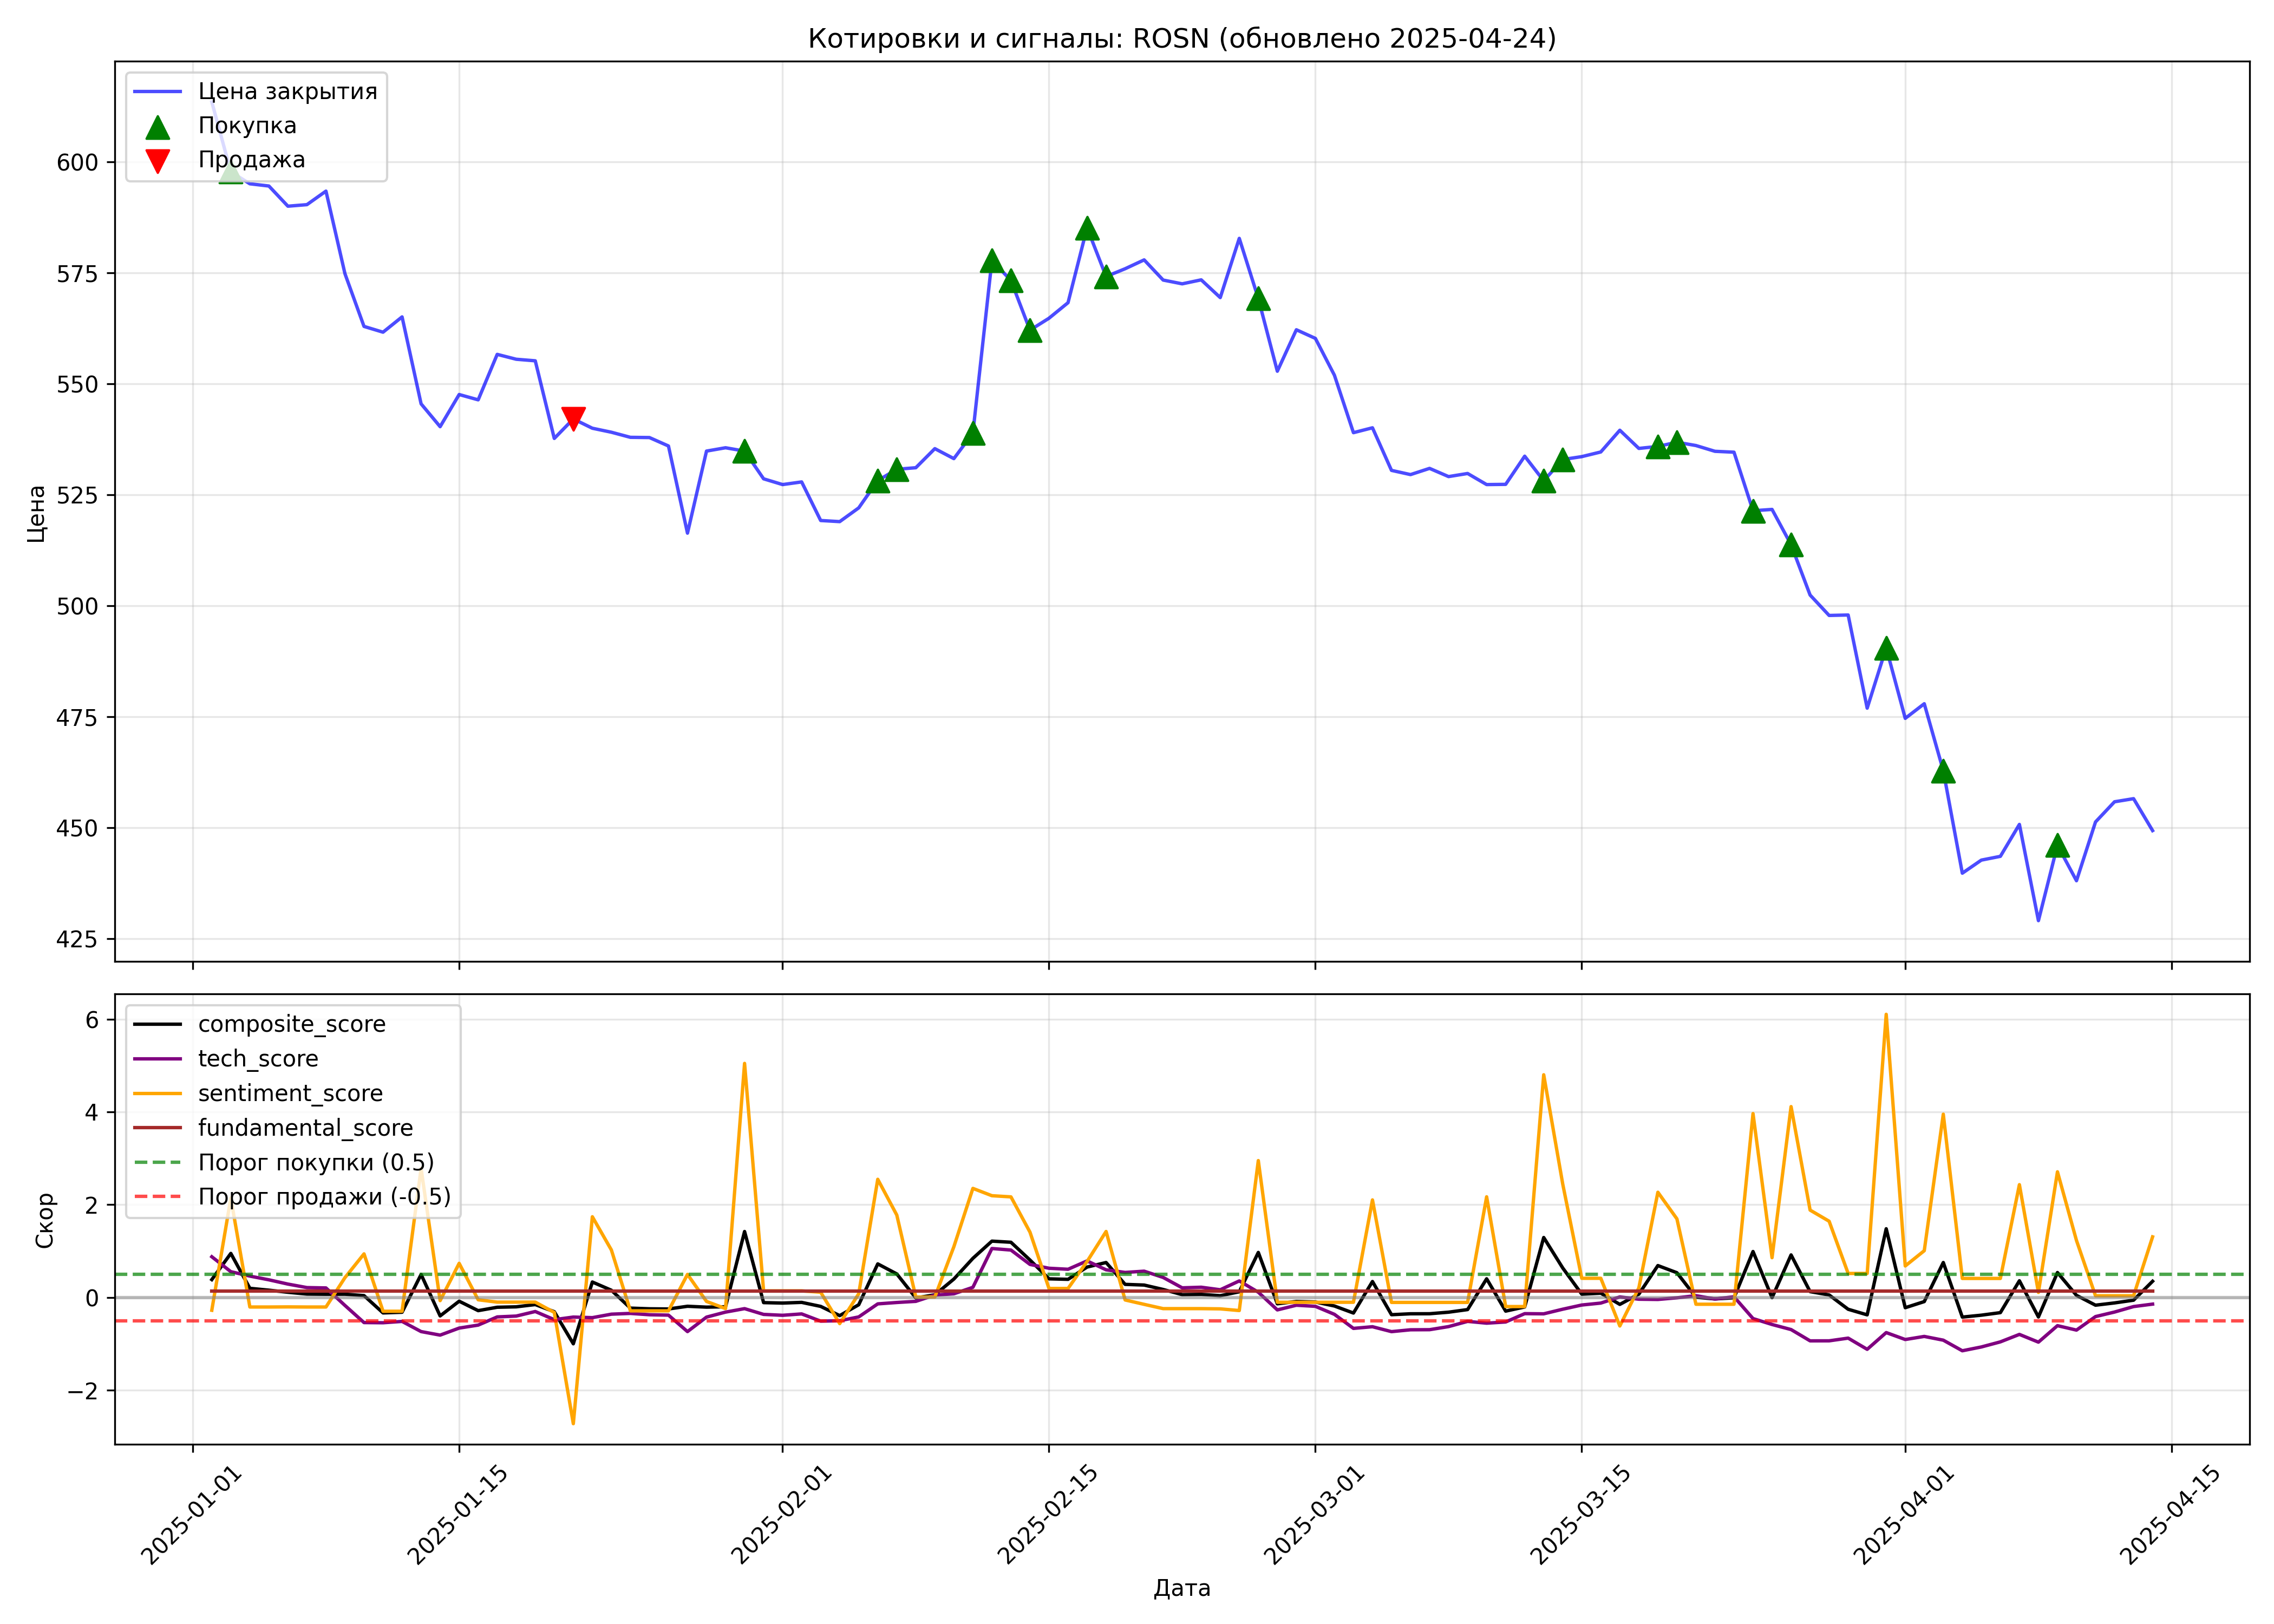 Котировки и сигналы: ROSN (обновлено 2025-04-24)
Цена закрытия
Покупка
Продажа
600
575
550
525
500
475
450
425
Цена
composite_score
tech_score
sentiment_score
fundamental_score
Порог покупки (0.5)
Порог продажи (-0.5)
6
4
2
0
−2
Скор
2025-01-01
2025-01-15
2025-02-01
2025-02-15
2025-03-01
2025-03-15
2025-04-01
2025-04-15
Дата